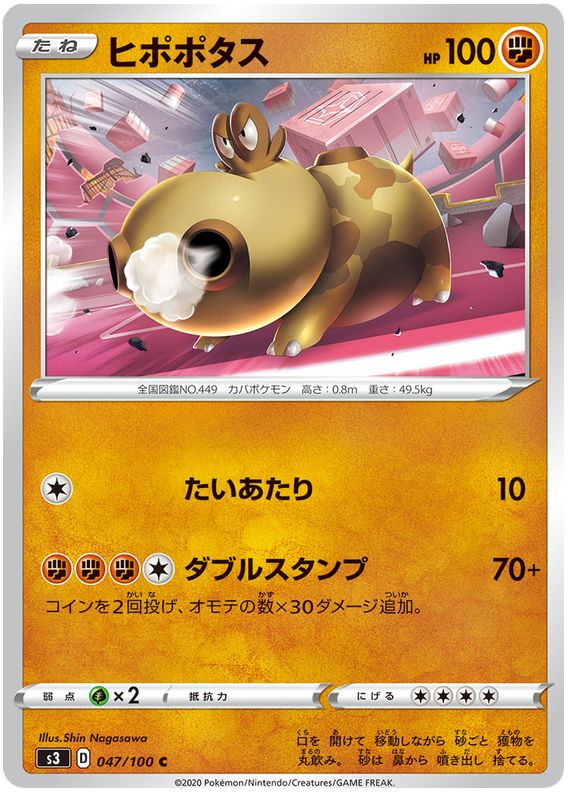 たね ヒポポタス HP 100
全国図鑑NO.449 カバポケモン 高さ：0.8m 重さ：49.5kg
たいあたり 10
ダブルスタンプ 70+
コインを2回投げ、オモテの数×30ダメージ追加。
弱点 ×2 抵抗力 にげる
Illus.Shin Nagasawa
s3 D 047/100 C
口を開けて移動しながら砂ごと獲物を
丸飲み。砂は鼻から噴き出し捨てる。
©2020 Pokémon/Nintendo/Creatures/GAME FREAK.